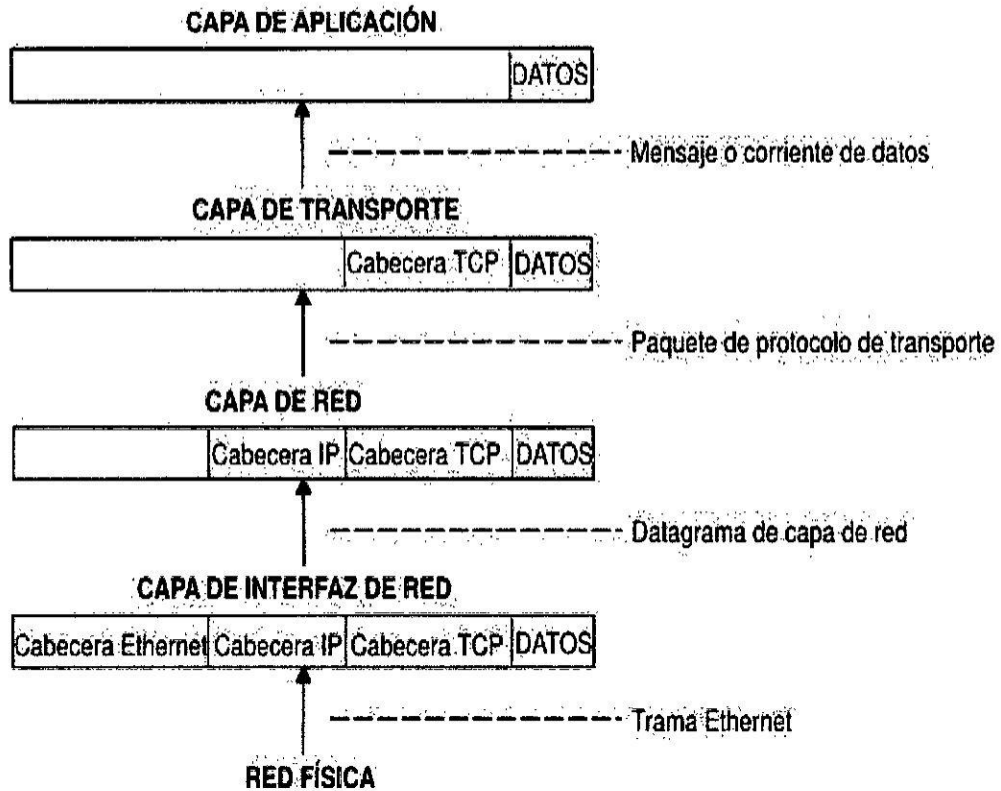 CAPA DE APLICACIÓN
DATOS
Mensaje o corriente de datos
CAPA DE TRANSPORTE
Cabecera TCP DATOS
Paquete de protocolo de transporte
CAPA DE RED
Cabecera IP Cabecera TCP DATOS
Datagrama de capa de red
CAPA DE INTERFAZ DE RED
Cabecera Ethernet Cabecera IP Cabecera TCP DATOS
Trama Ethernet
RED FÍSICA